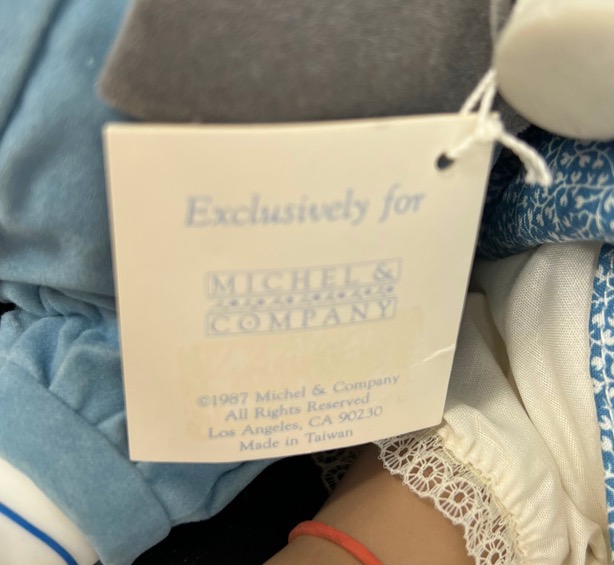 Exclusively for
MICHEL &
COMPANY
©1987 Michel & Company
All Rights Reserved
Los Angeles, CA 90230
Made in Taiwan